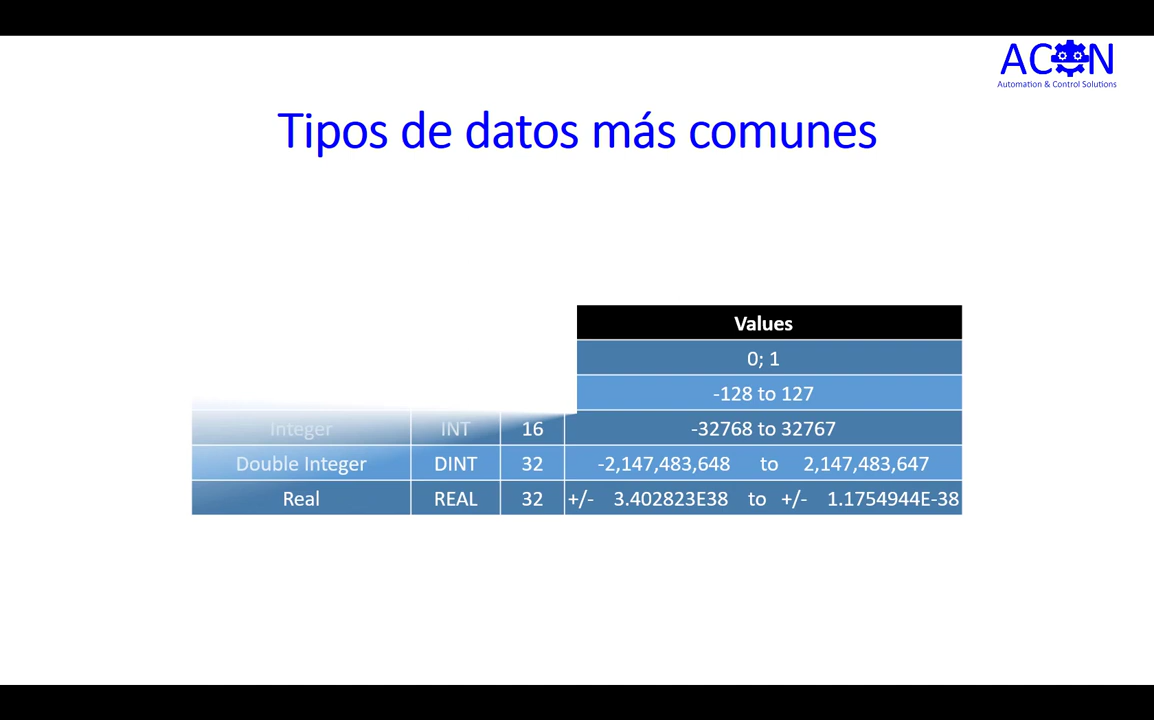 ACON
Automation & Control Solutions
Tipos de datos más comunes
Values
0; 1
-128 to 127
Integer INT 16 -32768 to 32767
Double Integer DINT 32 -2,147,483,648 to 2,147,483,647
Real REAL 32 +/- 3.402823E38 to +/- 1.1754944E-38